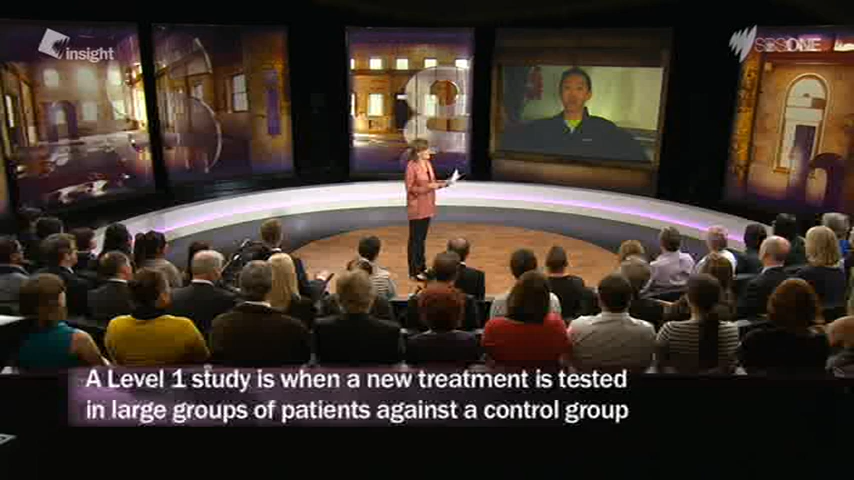 insight
SBS ONE
A Level 1 study is when a new treatment is tested
in large groups of patients against a control group